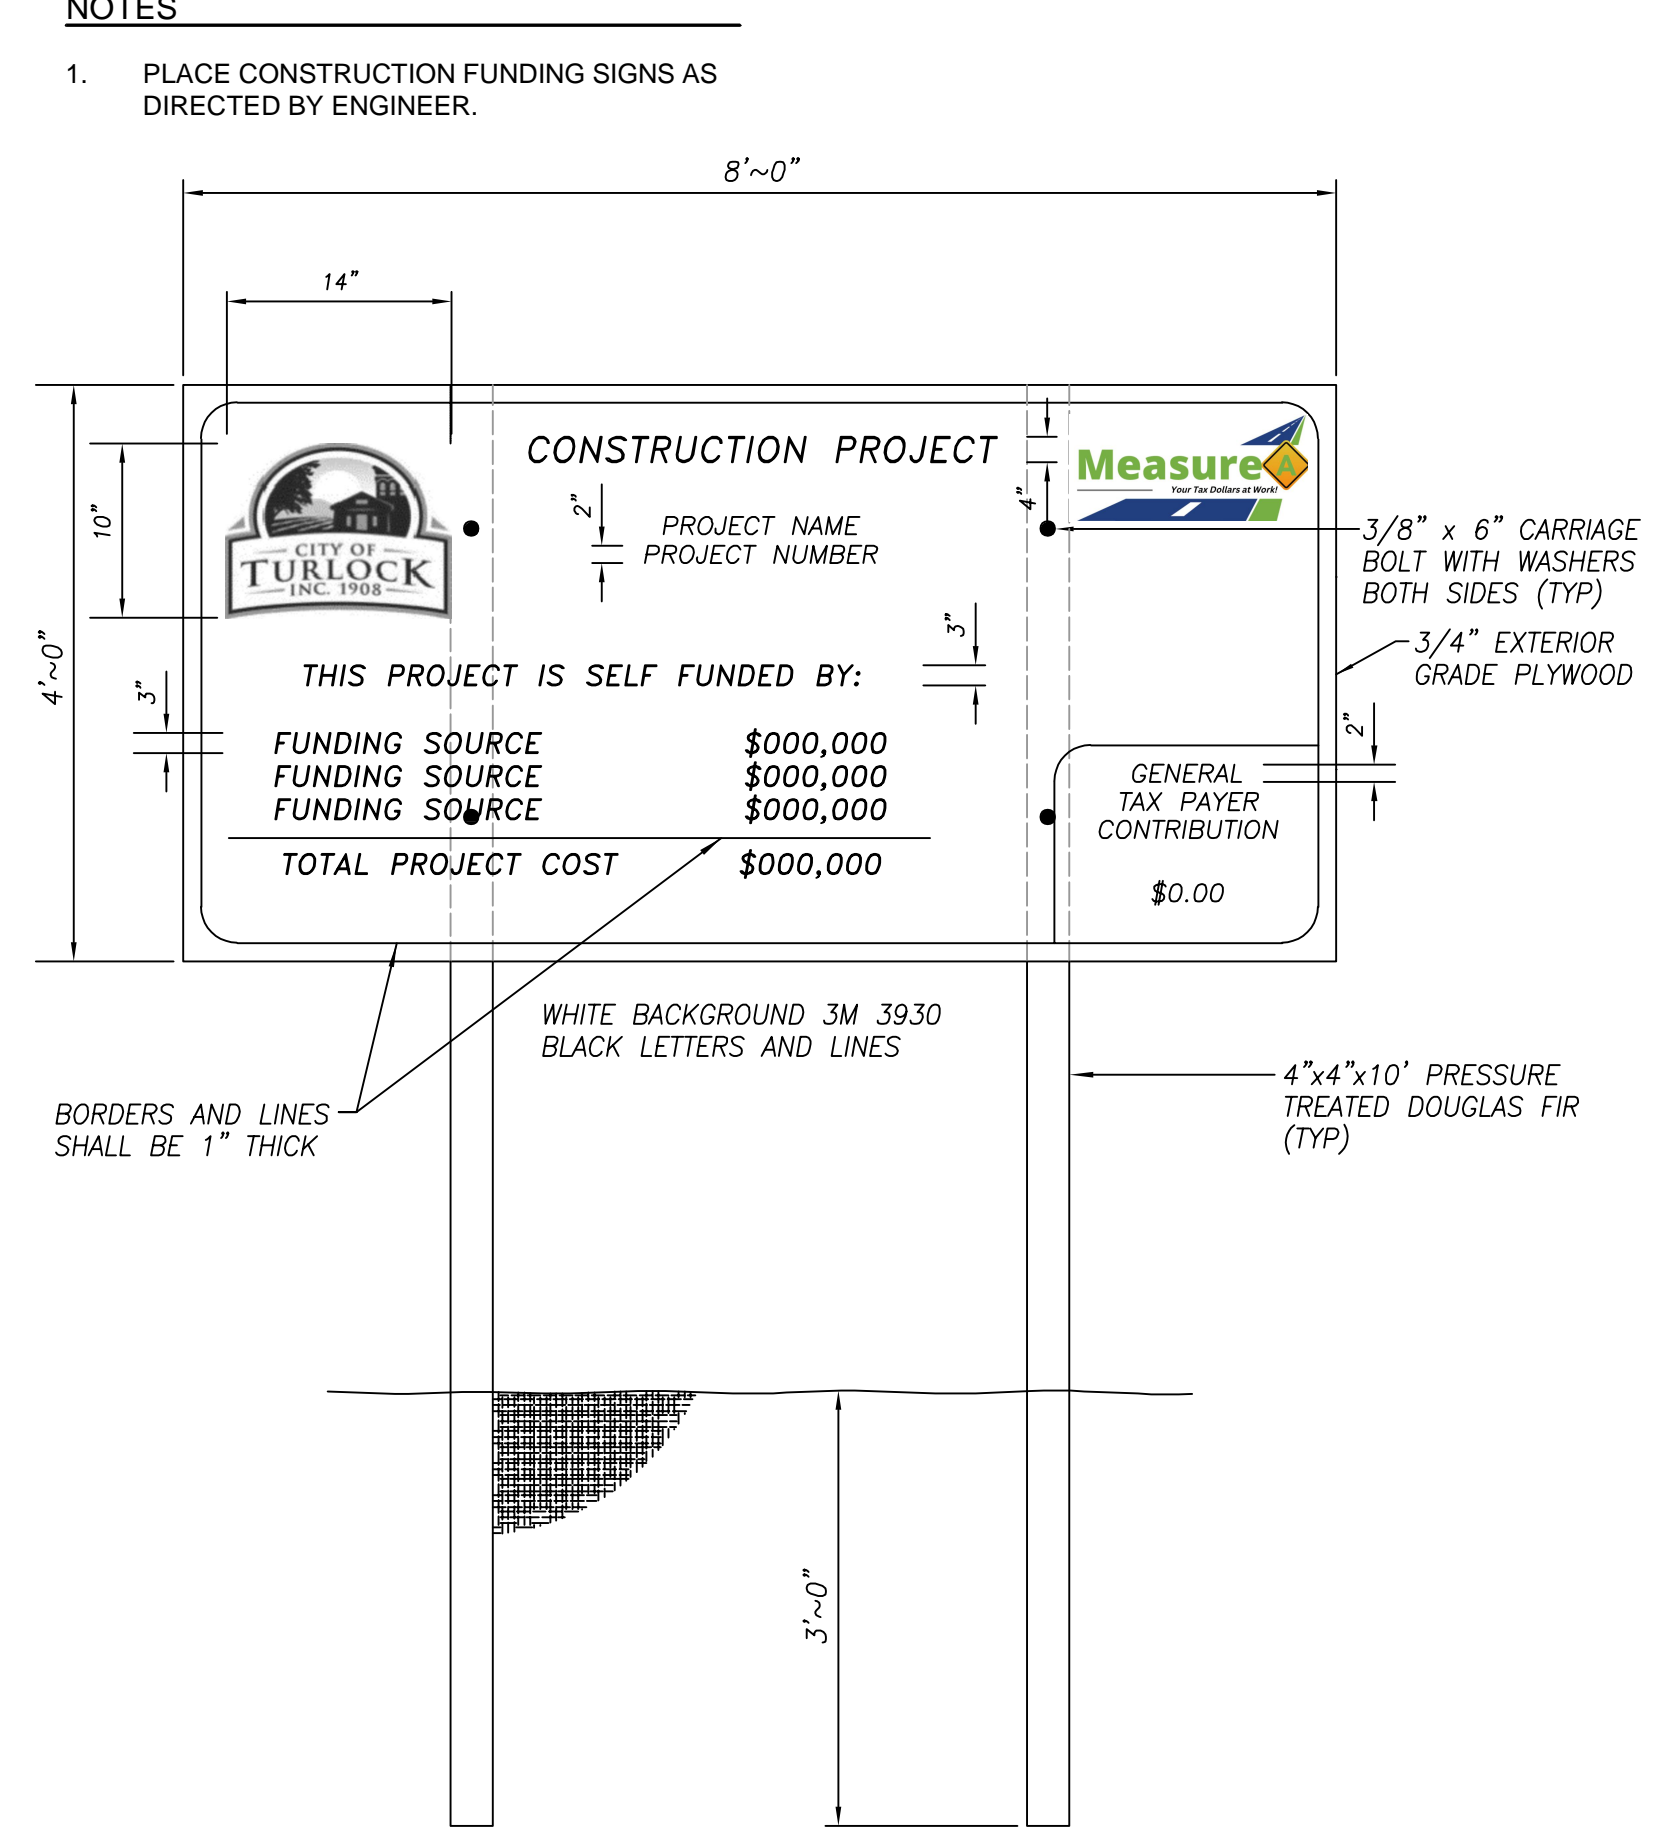 NOTES
1. PLACE CONSTRUCTION FUNDING SIGNS AS
DIRECTED BY ENGINEER.
8'~0"
14"
4'~0"
10"
CITY OF
TURLOCK
INC. 1908
CONSTRUCTION PROJECT
4"
Measure A
Your Tax Dollars at Work!
2"
PROJECT NAME
PROJECT NUMBER
3/8" x 6" CARRIAGE
BOLT WITH WASHERS
BOTH SIDES (TYP)
3/4" EXTERIOR
GRADE PLYWOOD
3"
THIS PROJECT IS SELF FUNDED BY:
3"
FUNDING SOURCE $000,000
FUNDING SOURCE $000,000
FUNDING SOURCE $000,000
TOTAL PROJECT COST $000,000
2"
GENERAL
TAX PAYER
CONTRIBUTION
$0.00
WHITE BACKGROUND 3M 3930
BLACK LETTERS AND LINES
BORDERS AND LINES
SHALL BE 1" THICK
4"x4"x10' PRESSURE
TREATED DOUGLAS FIR
(TYP)
3'~0"